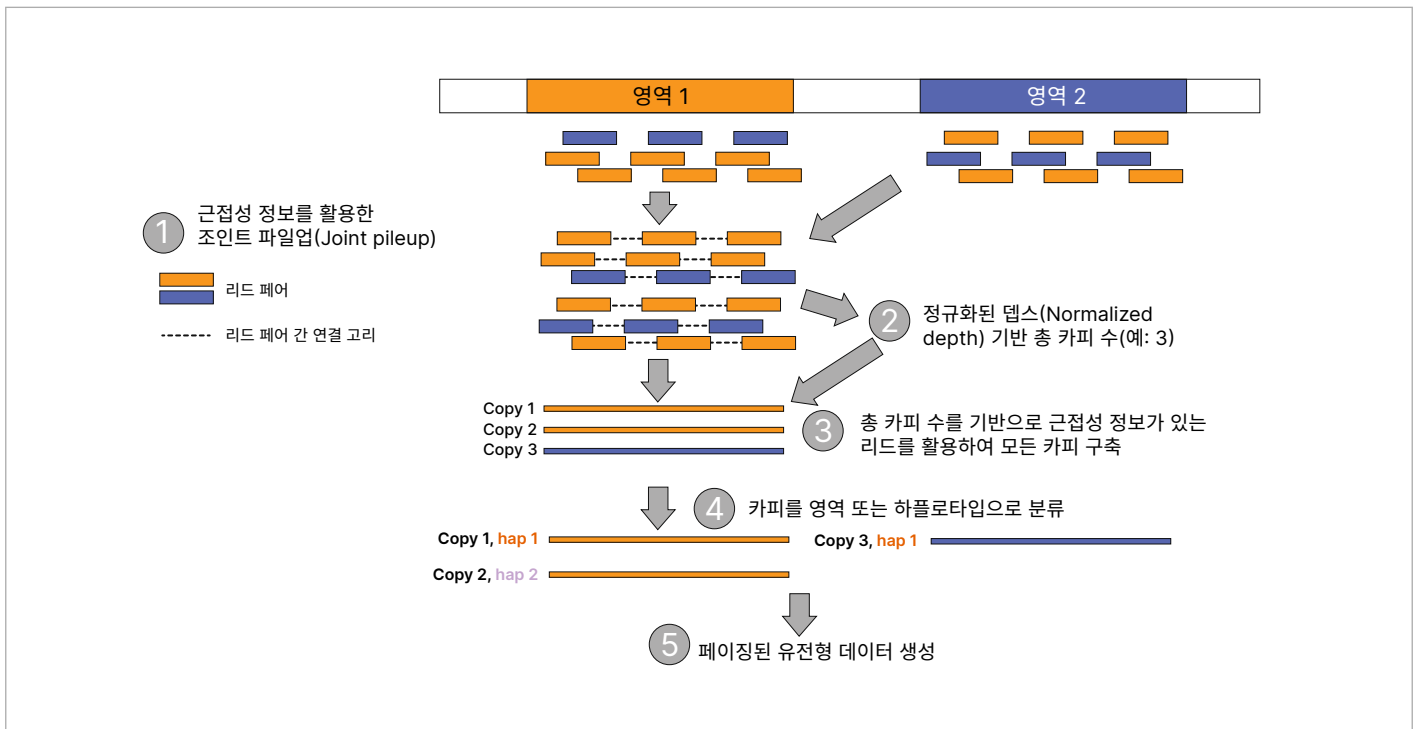 영역 1
영역 2
1
근접성 정보를 활용한
조인트 파일업(Joint pileup)
리드 페어
리드 페어 간 연결 고리
2
정규화된 뎁스(Normalized
depth) 기반 총 카피 수(예: 3)
Copy 1
Copy 2
Copy 3
3
총 카피 수를 기반으로 근접성 정보가 있는
리드를 활용하여 모든 카피 구축
4
카피를 영역 또는 하플로타입으로 분류
Copy 1, hap 1
Copy 3, hap 1
Copy 2, hap 2
5
페이징된 유전형 데이터 생성